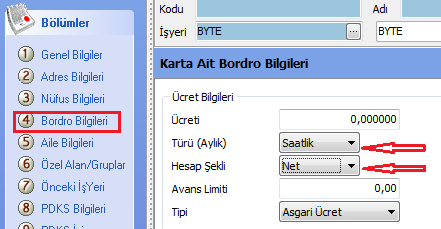 Bölümler
1 Genel Bilgiler
2 Adres Bilgileri
3 Nüfus Bilgileri
4 Bordro Bilgileri
5 Aile Bilgileri
6 Özel Alan/Gruplar
7 Önceki İşYeri
8 PDKS Bilgileri
Kodu
Adı
İşyeri BYTE ... BYTE
Karta Ait Bordro Bilgileri
Ücret Bilgileri
Ücreti 0,000000
Türü (Aylık) Saatlik
Hesap Şekli Net
Avans Limiti 0,00
Tipi Asgari Ücret